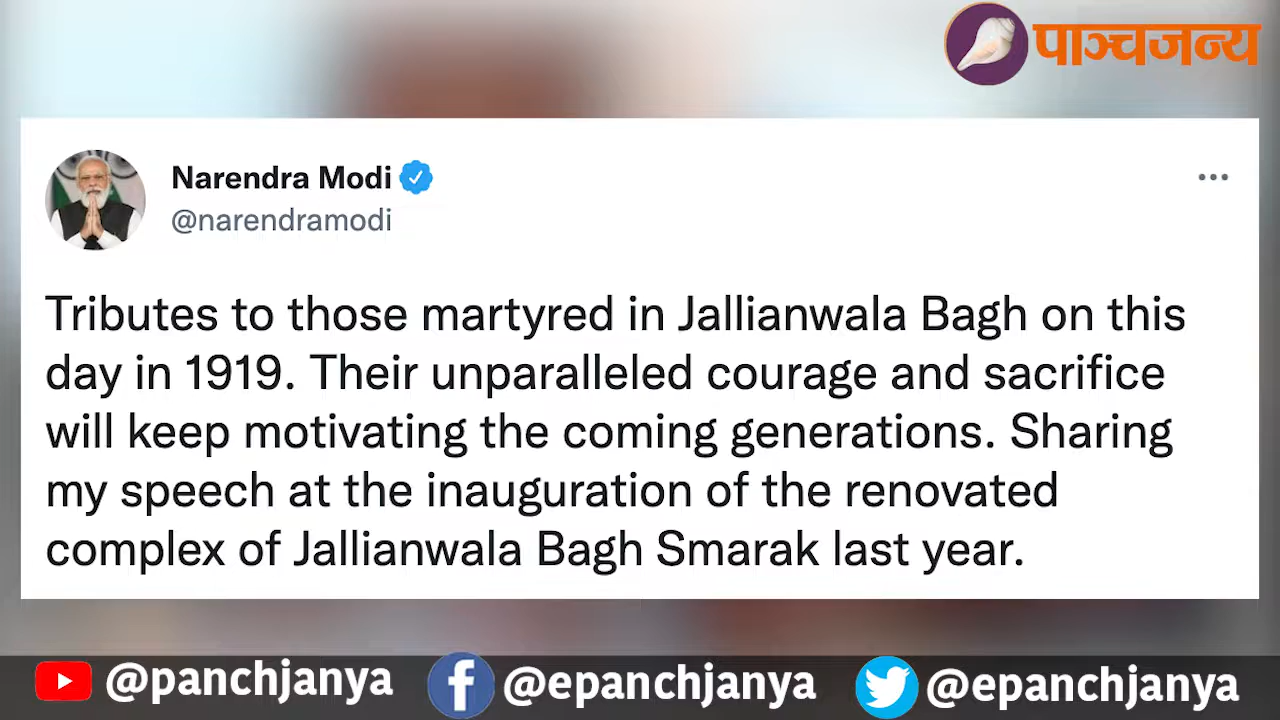 पाञ्चजन्य
Narendra Modi
@narendramodi
Tributes to those martyred in Jallianwala Bagh on this
day in 1919. Their unparalleled courage and sacrifice
will keep motivating the coming generations. Sharing
my speech at the inauguration of the renovated
complex of Jallianwala Bagh Smarak last year.
@panchjanya @epanchjanya @epanchjanya